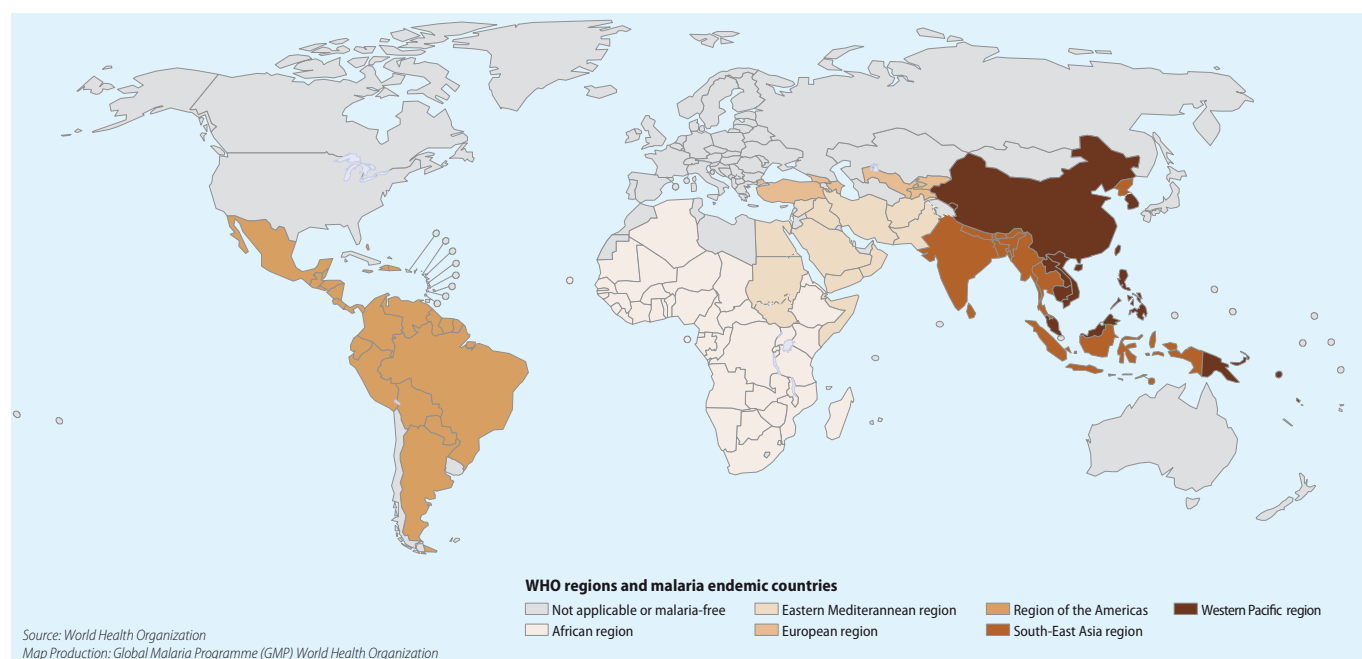 WHO regions and malaria endemic countries
Not applicable or malaria-free
Eastern Mediterannean region
Region of the Americas
Western Pacific region
African region
European region
South-East Asia region
Source: World Health Organization
Map Production: Global Malaria Programme (GMP) World Health Organization